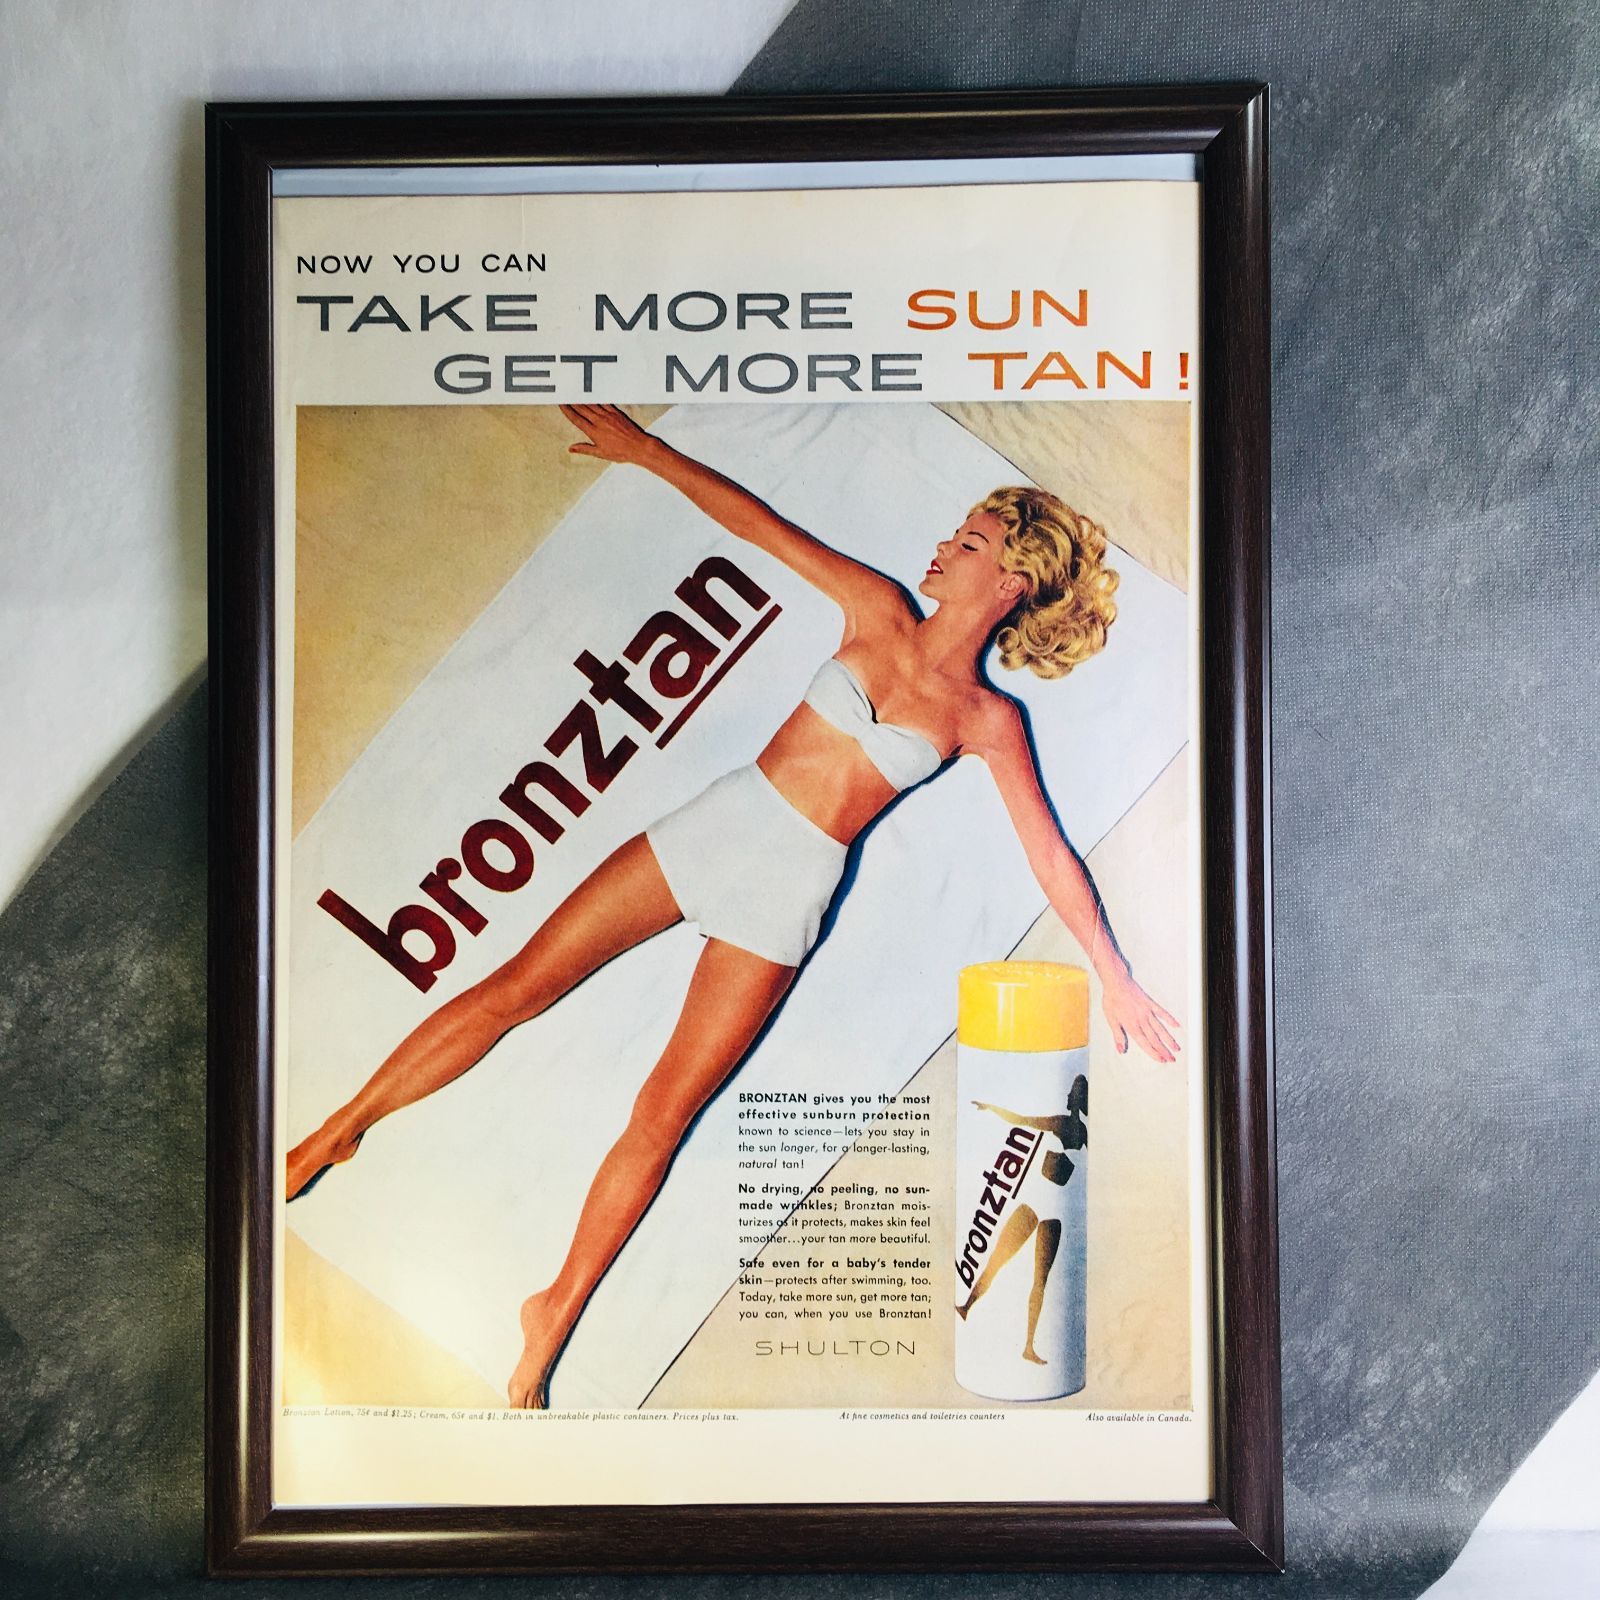 NOW YOU CAN
TAKE MORE SUN
GET MORE TAN!
bronztan
BRONZTAN gives you the most
effective sunburn protection
known to science—lets you stay in
the sun longer, for a longer-lasting,
natural tan!
No drying, no peeling, no sun-
made wrinkles; Bronztan mois-
turizes as it protects, makes skin feel
smoother...your tan more beautiful.
Safe even for a baby's tender
skin—protects after swimming, too.
Today, take more sun, get more tan;
you can, when you use Bronztan!
SHULTON
bronztan
Bronztan Lotion, 75¢ and $1.25; Cream, 65¢ and $1. Both in unbreakable plastic containers. Prices plus tax.
At fine cosmetics and toiletries counters
Also available in Canada.